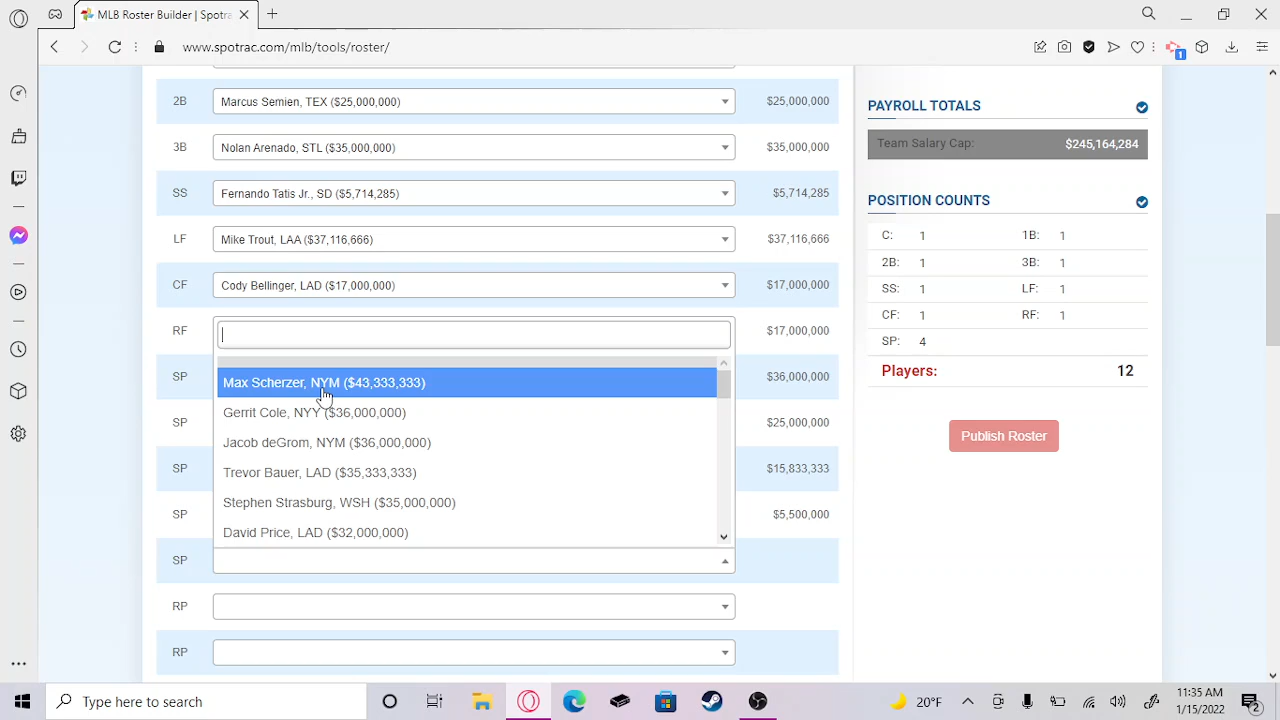 MLB Roster Builder | Spotra
www.spotrac.com/mlb/tools/roster/
1
2B Marcus Semien, TEX ($25,000,000) $25,000,000
3B Nolan Arenado, STL ($35,000,000) $35,000,000
SS Fernando Tatis Jr., SD ($5,714,285) $5,714,285
LF Mike Trout, LAA ($37,116,666) $37,116,666
CF Cody Bellinger, LAD ($17,000,000) $17,000,000
RF $17,000,000
SP Max Scherzer, NYM ($43,333,333) $36,000,000
Gerrit Cole, NYY ($36,000,000)
SP $25,000,000
Jacob deGrom, NYM ($36,000,000)
SP Trevor Bauer, LAD ($35,333,333) $15,833,333
Stephen Strasburg, WSH ($35,000,000)
SP $5,500,000
David Price, LAD ($32,000,000)
SP
RP
RP
PAYROLL TOTALS
Team Salary Cap: $245,164,284
POSITION COUNTS
C: 1 1B: 1
2B: 1 3B: 1
SS: 1 LF: 1
CF: 1 RF: 1
SP: 4
Players: 12
Publish Roster
Type here to search
20°F
11:35 AM
1/15/2022
2